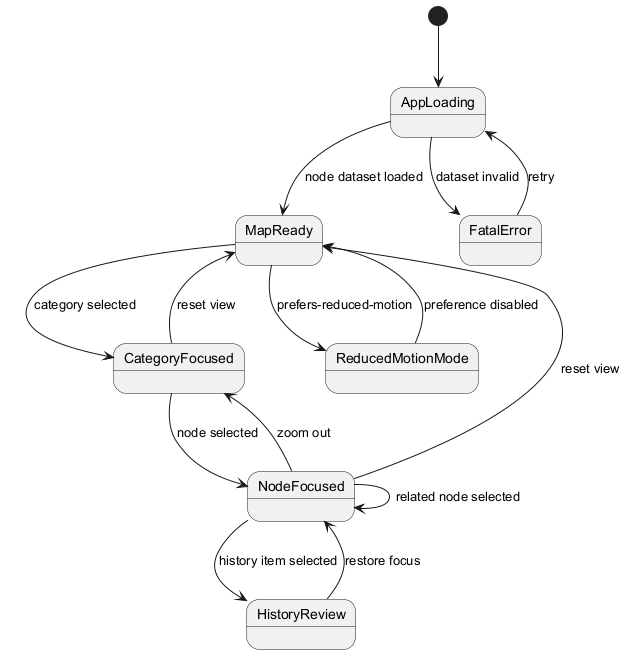 AppLoading
node dataset loaded
dataset invalid
retry
MapReady
FatalError
category selected
reset view
prefers-reduced-motion
preference disabled
CategoryFocused
ReducedMotionMode
reset view
node selected
zoom out
NodeFocused
related node selected
history item selected
restore focus
HistoryReview